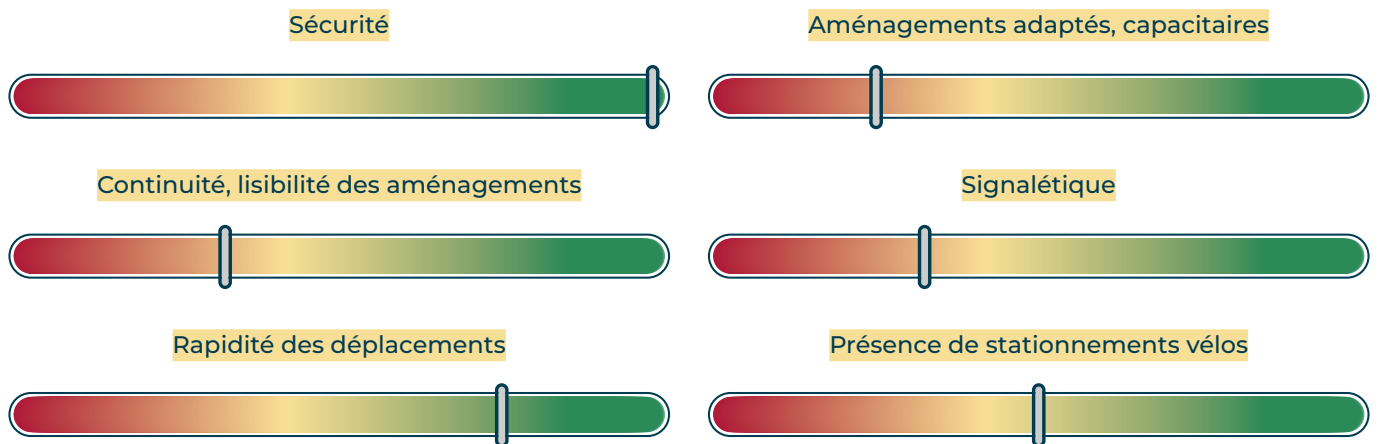 Sécurité
Aménagements adaptés, capacitaires
Continuité, lisibilité des aménagements
Signalétique
Rapidité des déplacements
Présence de stationnements vélos